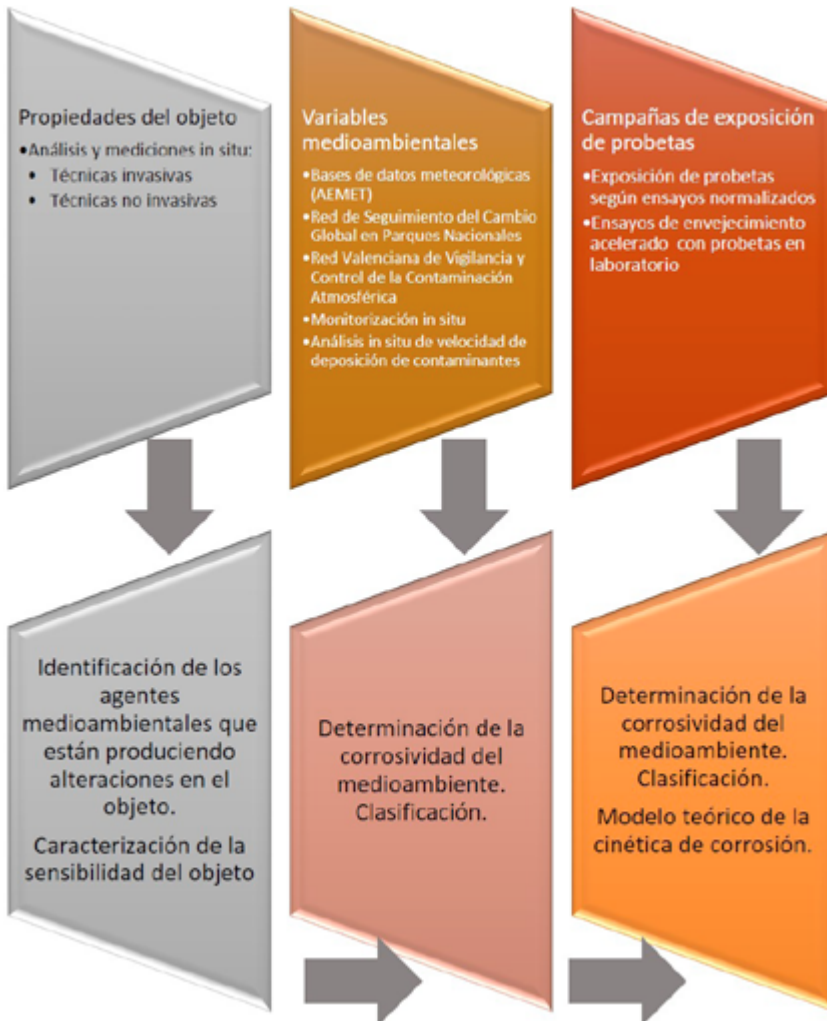 Propiedades del objeto
•Análisis y mediciones in situ:
• Técnicas invasivas
• Técnicas no invasivas
Variables
medioambientales
•Bases de datos meteorológicas
(AEMET)
•Red de Seguimiento del Cambio
Global en Parques Nacionales
•Red Valenciana de Vigilancia y
Control de la Contaminación
Atmosférica
•Monitorización in situ
•Análisis in situ de velocidad de
deposición de contaminantes
Campañas de exposición
de probetas
•Exposición de probetas
según ensayos normalizados
•Ensayos de envejecimiento
acelerado con probetas en
laboratorio
Identificación de los
agentes
medioambientales que
están produciendo
alteraciones en el
objeto.
Caracterización de la
sensibilidad del objeto
Determinación de la
corrosividad del
medioambiente.
Clasificación.
Determinación de la
corrosividad del
medioambiente.
Clasificación.
Modelo teórico de la
cinética de corrosión.